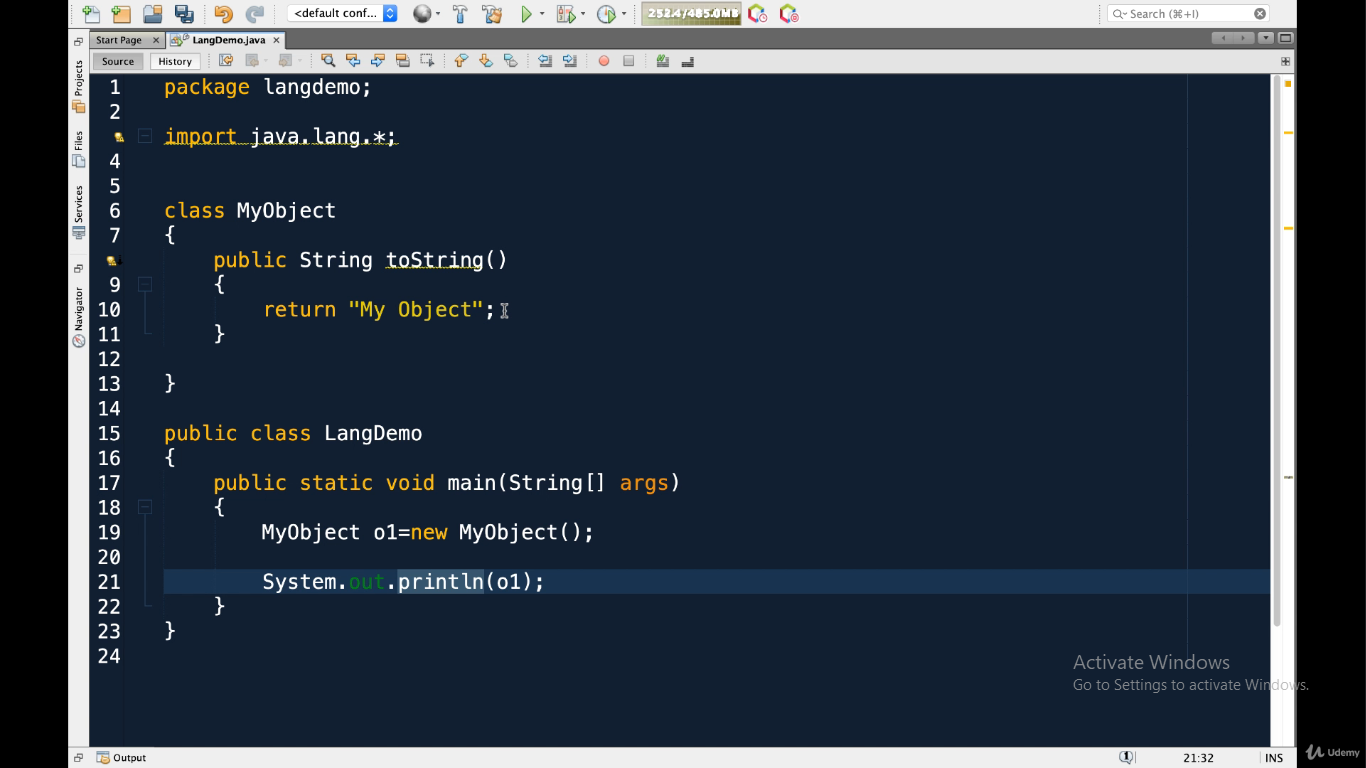 <default conf...
252.4/485.0MB
Search (⌘+I)
Start Page
LangDemo.java
Source
History
Projects
Files
Services
Navigator
1 package langdemo;
2
import java.lang.*;
4
5
6 class MyObject
7 {
public String toString()
9 {
10 return "My Object";
11 }
12
13 }
14
15 public class LangDemo
16 {
17 public static void main(String[] args)
18 {
19 MyObject o1=new MyObject();
20
21 System.out.println(o1);
22 }
23 }
24
Activate Windows
Go to Settings to activate Windows.
Output
1
21:32
INS
Udemy